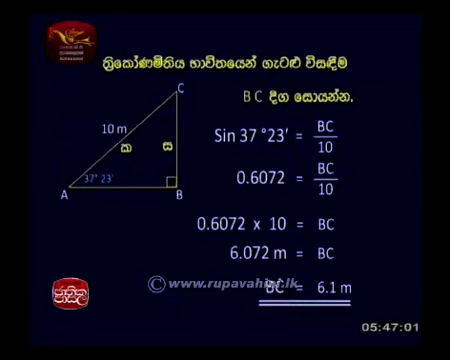 ත්‍රිකෝණමිතිය භාවිතයෙන් ගැටළු විසඳීම
B C දිග සොයන්න.
C
10 m
ක
ස
37° 23′
A
B
Sin 37 °23′ = BC
10
0.6072 = BC
10
0.6072 x 10 = BC
6.072 m = BC
BC = 6.1 m
© www.rupavahini.lk
05:47:01